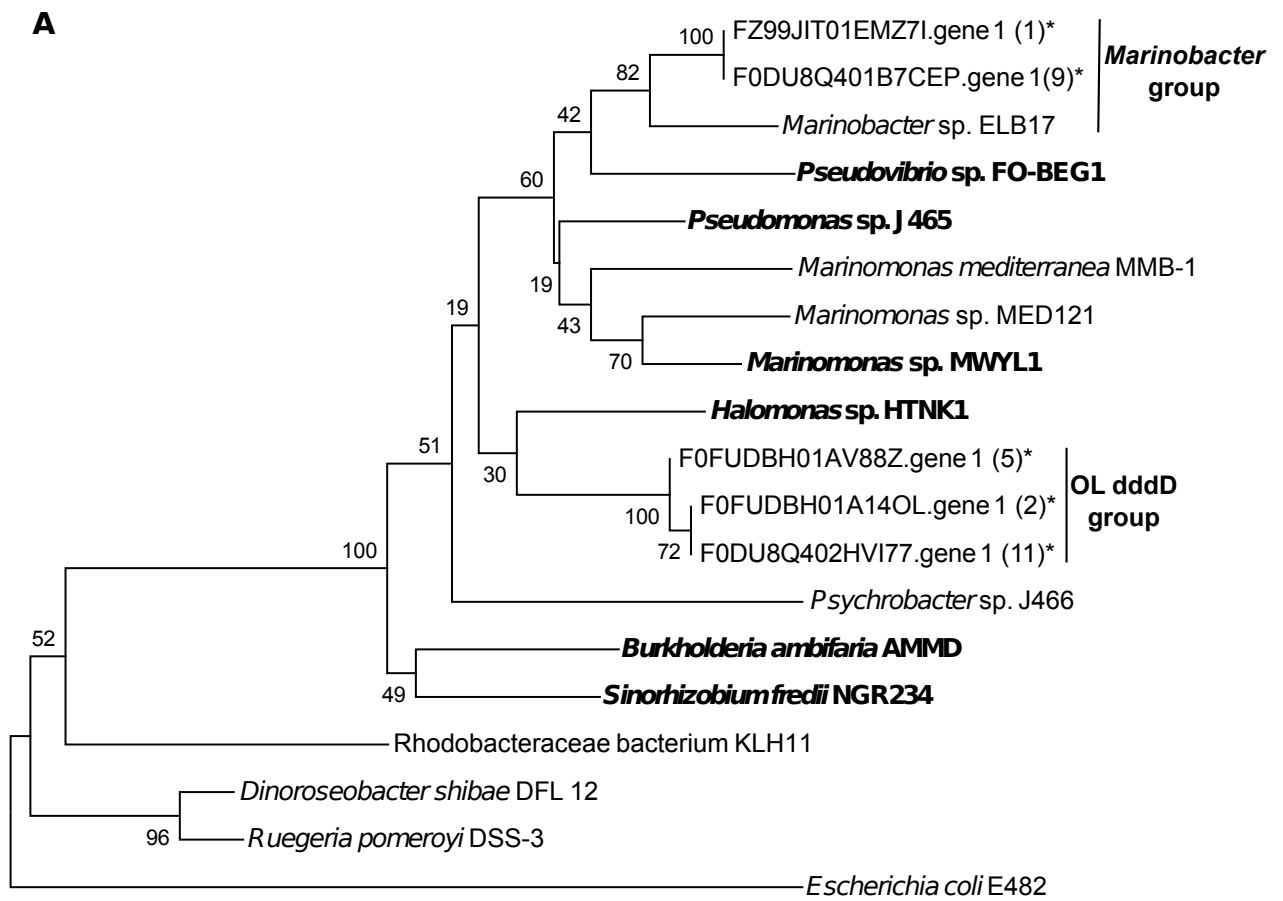 A
100
FZ99JIT01EMZ7I.gene1 (1)*
F0DU8Q401B7CEP.gene1(9)*
Marinobacter
group
82
Marinobacter sp. ELB17
42
Pseudovibrio sp. FO-BEG1
60
Pseudomonas sp. J465
Marinomonas mediterranea MMB-1
19
Marinomonas sp. MED121
19
43
70
Marinomonas sp. MWYL1
Halomonas sp. HTNK1
51
F0FUDBH01AV88Z.gene1 (5)*
30
OL dddD
group
F0FUDBH01A14OL.gene1 (2)*
100
72
F0DU8Q402HVI77.gene1 (11)*
100
Psychrobacter sp. J466
52
Burkholderia ambifaria AMMD
49
Sinorhizobium fredii NGR234
Rhodobacteraceae bacterium KLH11
Dinoroseobacter shibae DFL 12
96
Ruegeria pomeroyi DSS-3
Escherichia coli E482